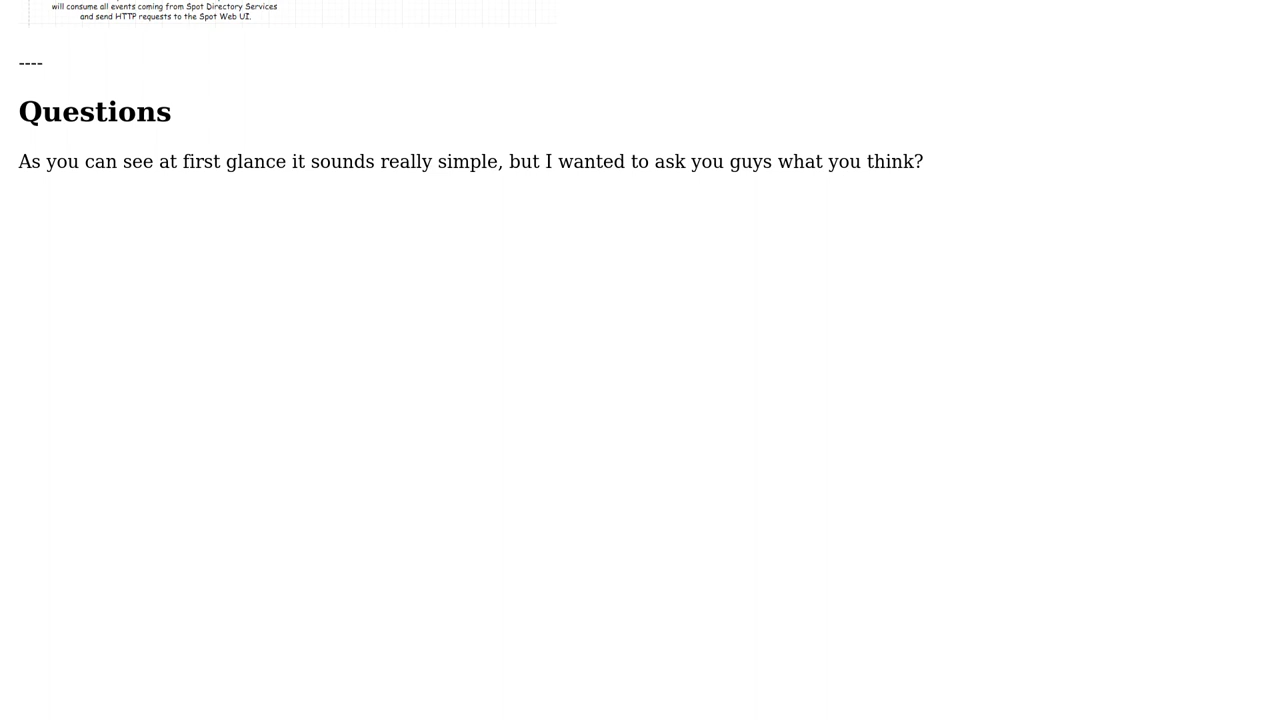 will consume all events coming from Spot Directory Services
and send HTTP requests to the Spot Web UI.
----
Questions
As you can see at first glance it sounds really simple, but I wanted to ask you guys what you think?